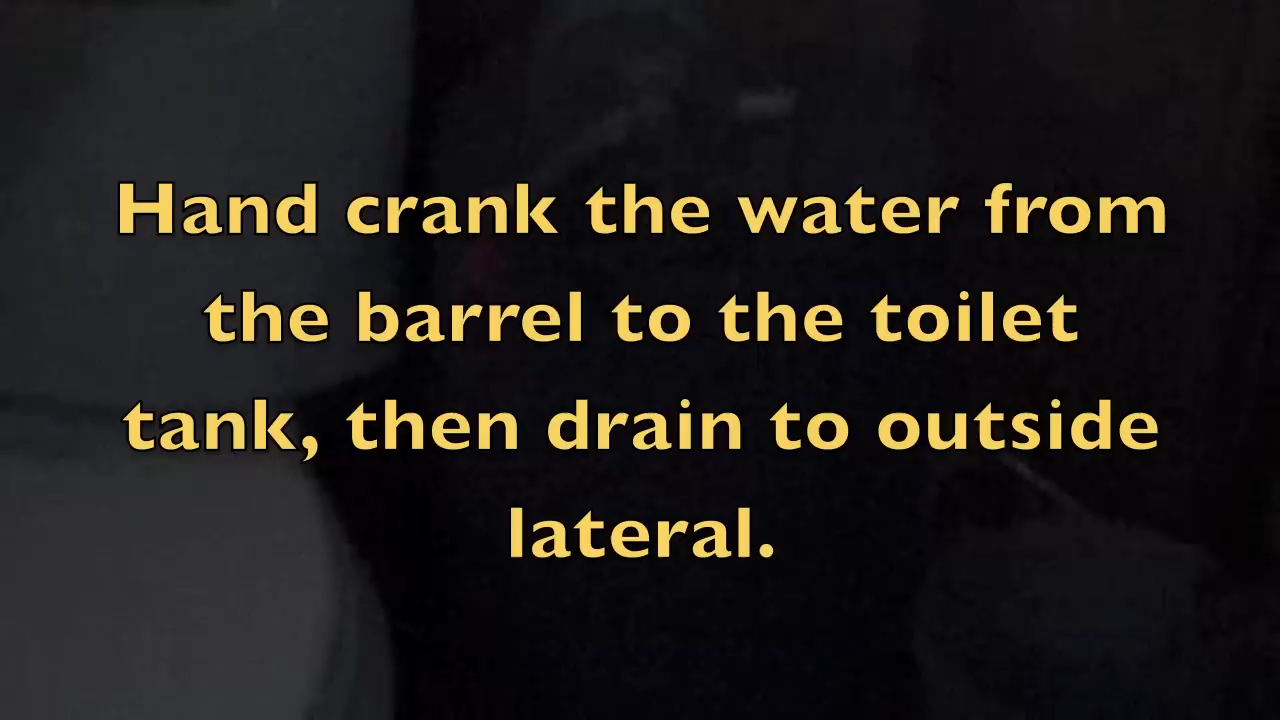 Hand crank the water from
the barrel to the toilet
tank, then drain to outside
lateral.